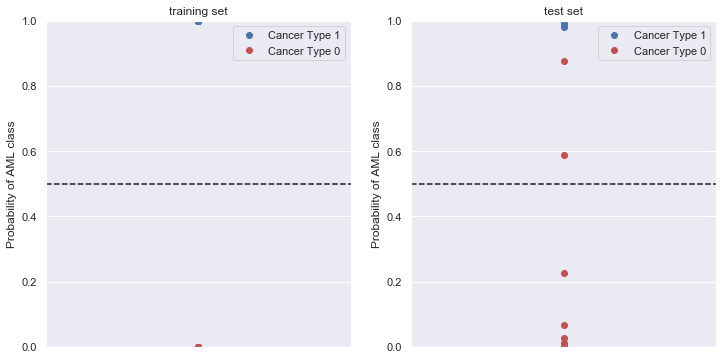 training set
Probability of AML class
1.0
0.8
0.6
0.4
0.2
0.0
Cancer Type 1
Cancer Type 0
test set
Probability of AML class
1.0
0.8
0.6
0.4
0.2
0.0
Cancer Type 1
Cancer Type 0